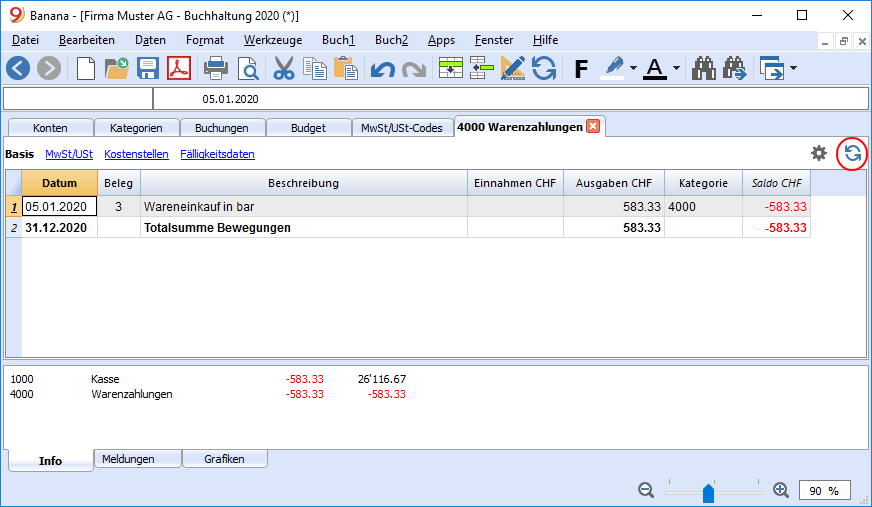 Banana - [Firma Muster AG - Buchhaltung 2020 (*)]
Datei Bearbeiten Daten Format Werkzeuge Buch1 Buch2 Apps Fenster Hilfe
F A
05.01.2020
Konten Kategorien Buchungen Budget MwSt/USt-Codes 4000 Warenzahlungen
Basis MwSt/USt Kostenstellen Fälligkeitsdaten
Datum Beleg Beschreibung Einnahmen CHF Ausgaben CHF Kategorie Saldo CHF
1 05.01.2020 3 Wareneinkauf in bar 583.33 4000 -583.33
2 31.12.2020 Totalsumme Bewegungen 583.33 -583.33
1000 Kasse -583.33 26'116.67
4000 Warenzahlungen -583.33 -583.33
Info Meldungen Grafiken
90 %